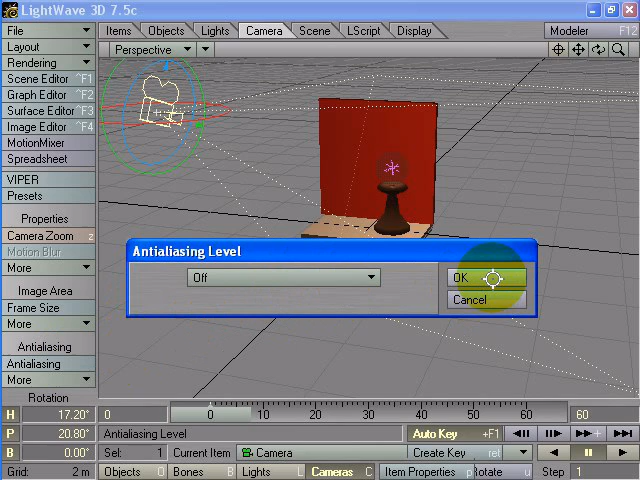 LightWave 3D 7.5c
File
Items
Objects
Lights
Camera
Scene
LScript
Display
Modeler F12
Layout
Perspective
Rendering
Scene Editor ^F1
Graph Editor ^F2
Surface Editor ^F3
Image Editor ^F4
MotionMixer
Spreadsheet
VIPER
Presets
Properties
Camera Zoom z
Motion Blur
More
Image Area
Frame Size
More
Antialiasing
Antialiasing
More
Rotation
Antialiasing Level
Off
OK
Cancel
H 17.20°
P 20.80°
B 0.00°
Grid: 2 m
0
0 10 20 30 40 50 60
60
Antialiasing Level
Auto Key +F1
Sel: 1
Current Item
Camera
Create Key ret
Objects O
Bones B
Lights L
Cameras C
Item Properties p
Rotate u
Step 1